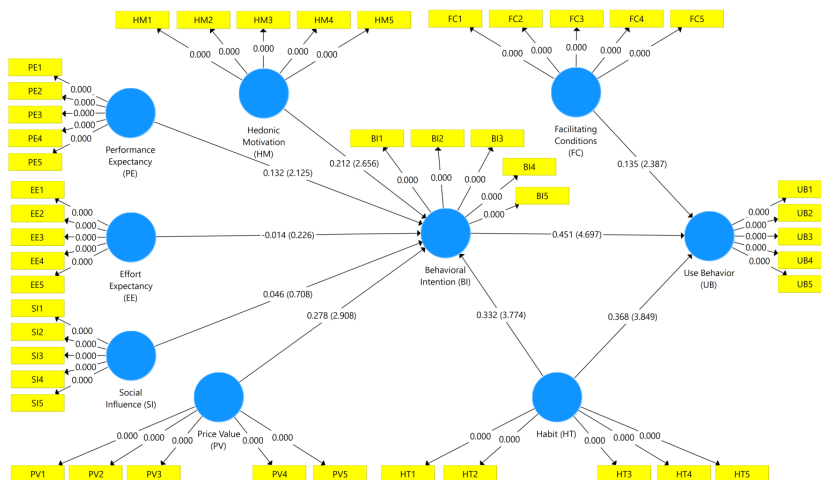 HM1
HM2
HM3
HM4
HM5
FC1
FC2
FC3
FC4
FC5
0.000
0.000
0.000
0.000
0.000
0.000
0.000
0.000
0.000
0.000
PE1
PE2
PE3
PE4
PE5
0.000
0.000
0.000
0.000
0.000
Performance
Expectancy
(PE)
Hedonic
Motivation
(HM)
Facilitating
Conditions
(FC)
BI1
BI2
BI3
BI4
BI5
0.000
0.000
0.000
0.000
0.000
0.132 (2.125)
0.212 (2.656)
0.135 (2.387)
EE1
EE2
EE3
EE4
EE5
0.000
0.000
0.000
0.000
0.000
Effort
Expectancy
(EE)
-0.014 (0.226)
Behavioral
Intention (BI)
0.451 (4.697)
Use Behavior
(UB)
0.000
0.000
0.000
0.000
0.000
UB1
UB2
UB3
UB4
UB5
SI1
SI2
SI3
SI4
SI5
0.000
0.000
0.000
0.000
0.000
Social
Influence (SI)
0.046 (0.708)
0.278 (2.908)
0.332 (3.774)
0.368 (3.849)
Price Value
(PV)
Habit (HT)
0.000
0.000
0.000
0.000
0.000
0.000
0.000
0.000
0.000
0.000
PV1
PV2
PV3
PV4
PV5
HT1
HT2
HT3
HT4
HT5